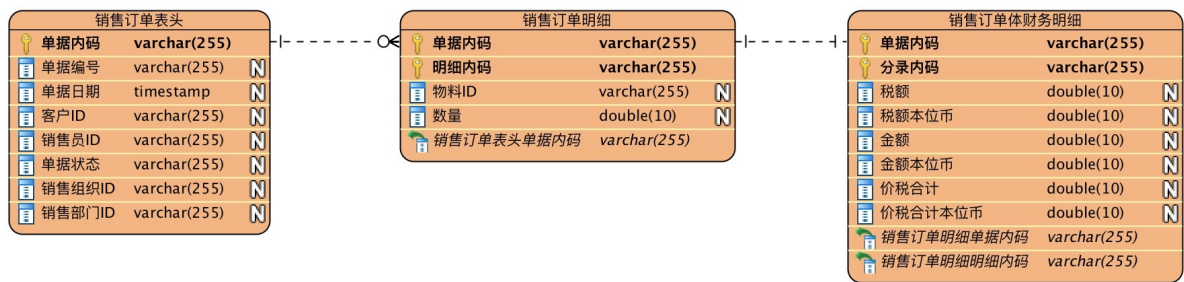 销售订单表头
单据内码 varchar(255)
单据编号 varchar(255) N
单据日期 timestamp N
客户ID varchar(255) N
销售员ID varchar(255) N
单据状态 varchar(255) N
销售组织ID varchar(255) N
销售部门ID varchar(255) N
销售订单明细
单据内码 varchar(255)
明细内码 varchar(255)
物料ID varchar(255) N
数量 double(10) N
销售订单表头单据内码 varchar(255)
销售订单体财务明细
单据内码 varchar(255)
分录内码 varchar(255)
税额 double(10) N
税额本位币 double(10) N
金额 double(10) N
金额本位币 double(10) N
价税合计 double(10) N
价税合计本位币 double(10) N
销售订单明细单据内码 varchar(255)
销售订单明细明细内码 varchar(255)